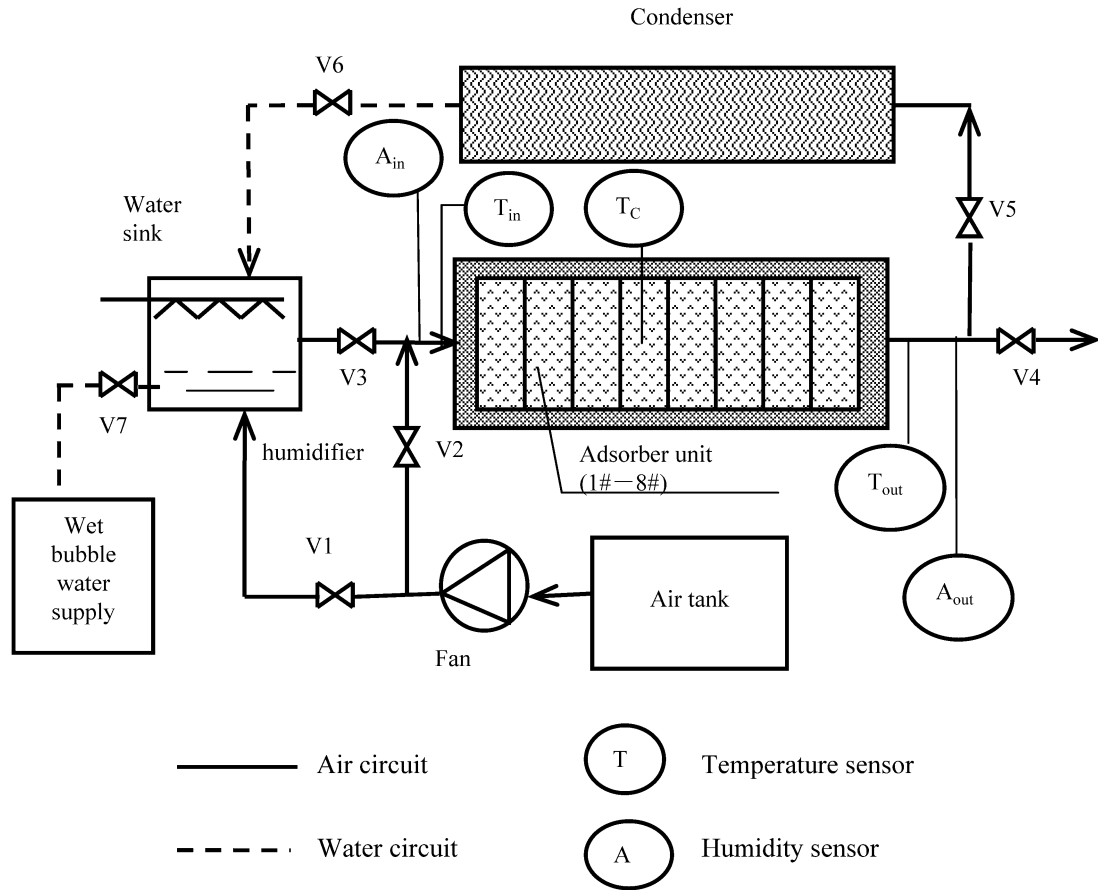 Condenser
V6
A_in
T_in
T_C
V5
Water
sink
V3
V4
V7
humidifier
V2
Adsorber unit
(1#－8#)
T_out
Wet
bubble
water
supply
V1
Air tank
A_out
Fan
Air circuit
T
Temperature sensor
Water circuit
A
Humidity sensor